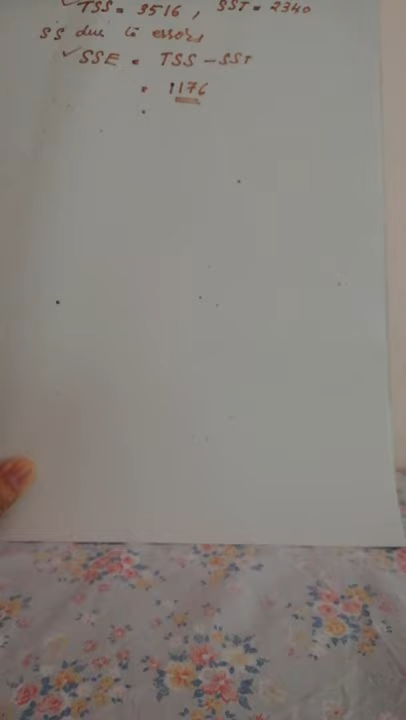 ✓TSS = 3516 , SST = 2340
SS due to errors
✓SSE = TSS - SST
= 1176